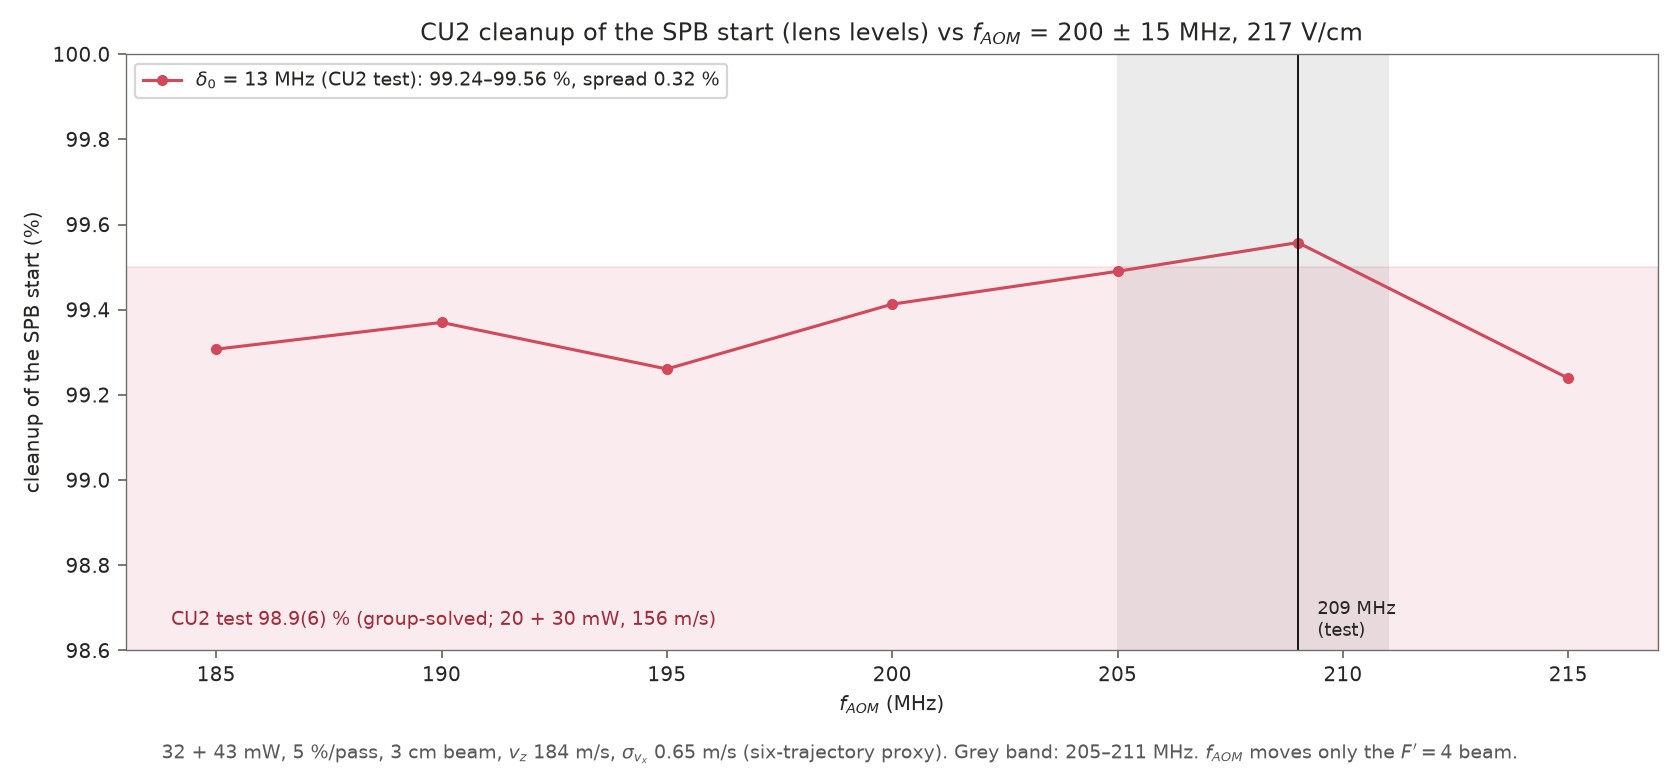 CU2 cleanup of the SPB start (lens levels) vs f_AOM = 200 ± 15 MHz, 217 V/cm
δ₀ = 13 MHz (CU2 test): 99.24–99.56 %, spread 0.32 %
cleanup of the SPB start (%)
100.0
99.8
99.6
99.4
99.2
99.0
98.8
98.6
CU2 test 98.9(6) % (group-solved; 20 + 30 mW, 156 m/s)
209 MHz
(test)
185 190 195 200 205 210 215
f_AOM (MHz)
32 + 43 mW, 5 %/pass, 3 cm beam, v_z 184 m/s, σ_{v_x} 0.65 m/s (six-trajectory proxy). Grey band: 205–211 MHz. f_AOM moves only the F′ = 4 beam.